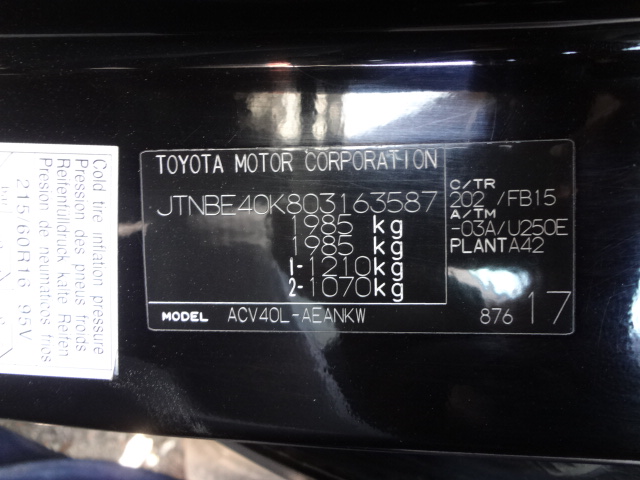 TOYOTA MOTOR CORPORATION
JTNBE40K803163587
1985 kg
1985 kg
1-1210kg
2-1070kg
C/TR
202 /FB15
A/TM
-03A/U250E
PLANTA42
MODEL ACV40L-AEANKW
876 17
Cold tire inflation pressure
Pression des pneus froids
Reifenfülldruck kalte Reifen
Presion de neumaticos frios
215/60R16 95V